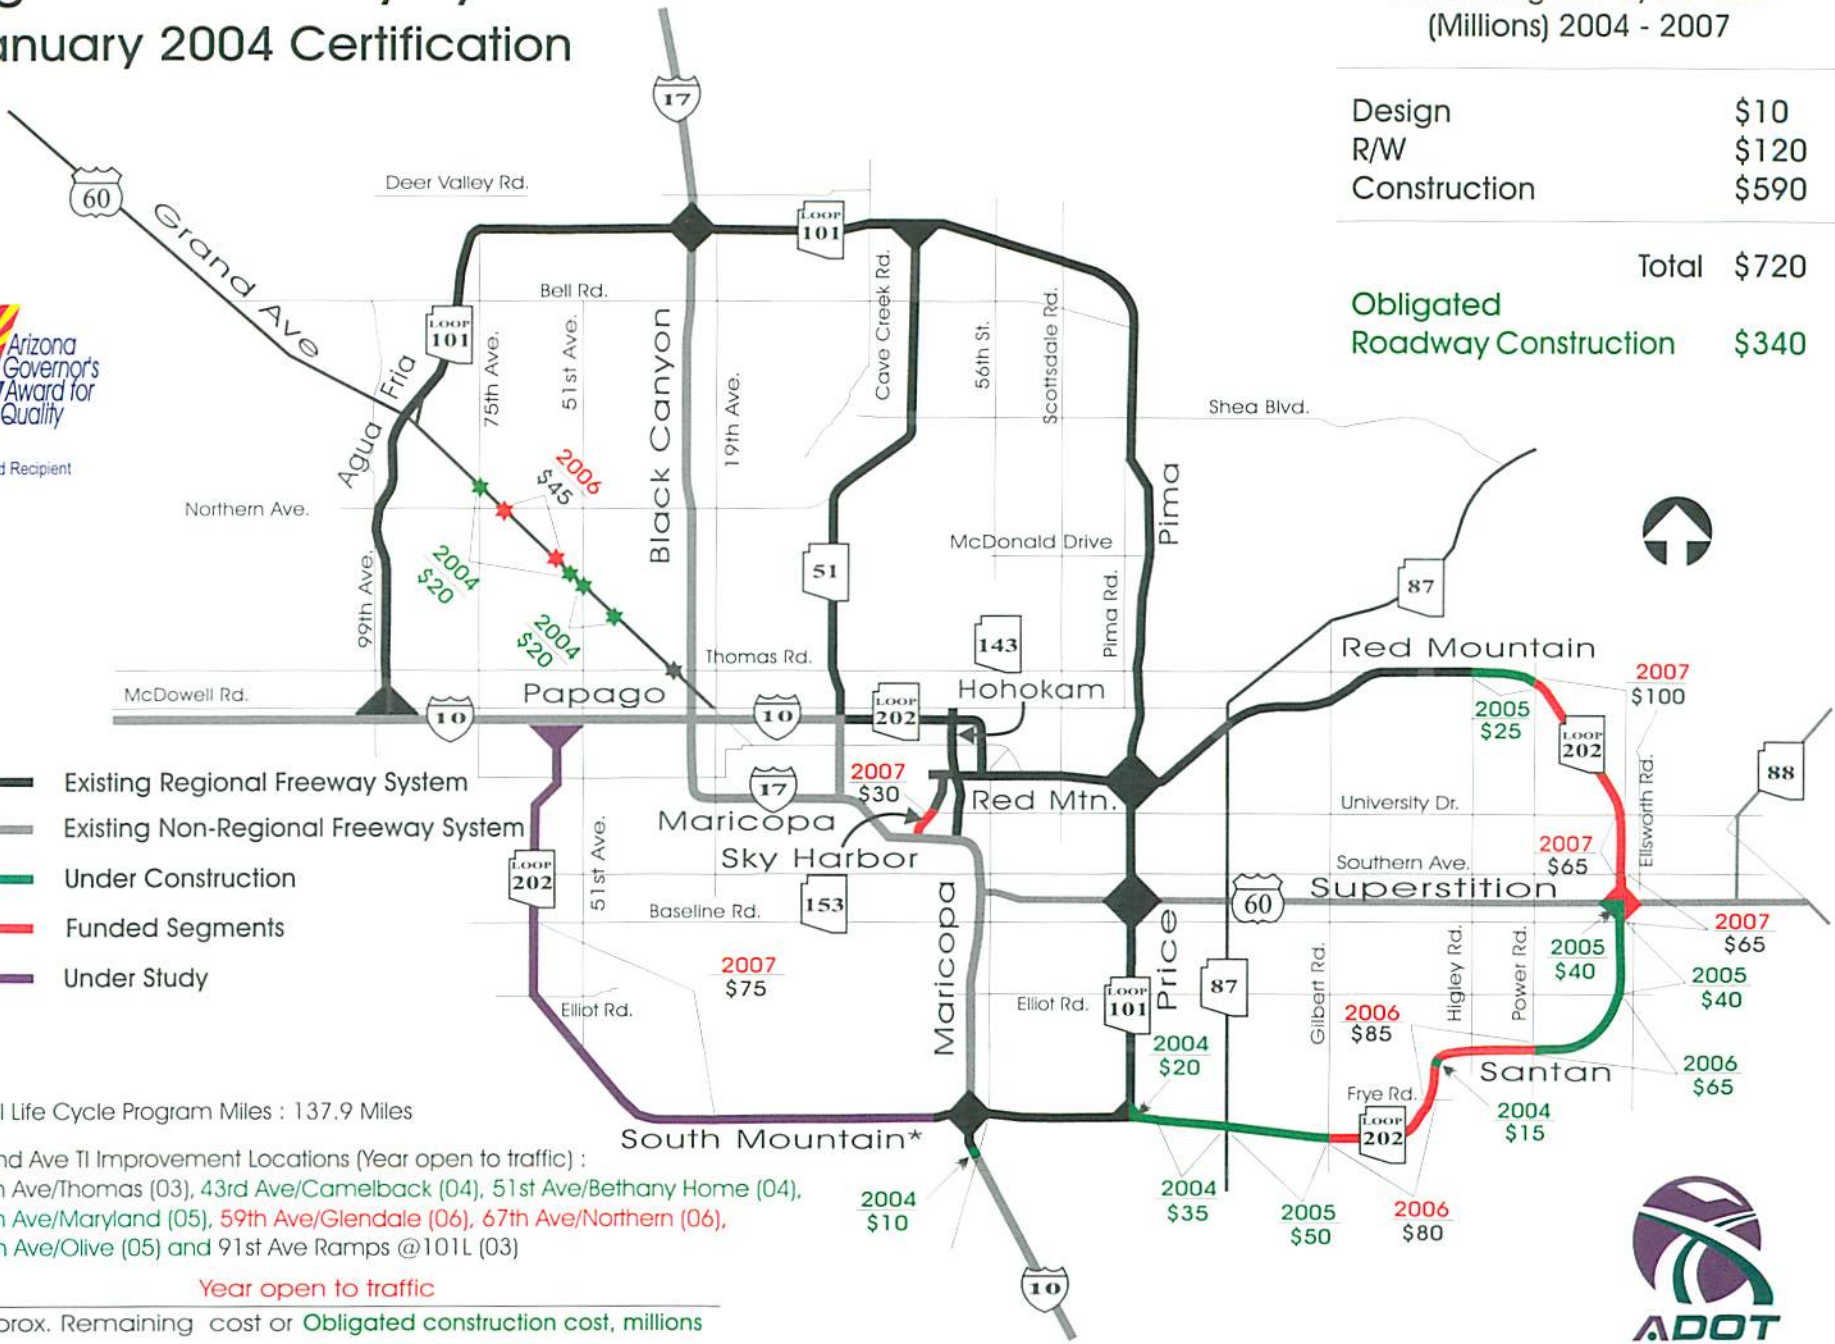 anuary 2004 Certification
(Millions) 2004 - 2007
Design $10
R/W $120
Construction $590
Total $720
Obligated
Roadway Construction $340
17
60
Grand Ave
Deer Valley Rd.
LOOP
101
Bell Rd.
LOOP
101
Arizona
Governor's
Award for
Quality
d Recipient
Agua Fria
75th Ave.
51st Ave.
Black Canyon
19th Ave.
Cave Creek Rd.
56th St.
Scottsdale Rd.
Shea Blvd.
2006
$45
Northern Ave.
Pima
McDonald Drive
2004
$20
99th Ave.
51
87
Pima Rd.
2004
$20
143
Thomas Rd.
Red Mountain
McDowell Rd.
Papago
Hohokam
2007
$100
10
10
LOOP
202
2005
$25
LOOP
202
88
Existing Regional Freeway System
Existing Non-Regional Freeway System
Under Construction
Funded Segments
Under Study
17
2007
$30
Red Mtn.
Maricopa
Sky Harbor
University Dr.
Ellsworth Rd.
2007
$65
Southern Ave.
Superstition
LOOP
202
51st Ave.
153
Baseline Rd.
60
2007
$65
Maricopa
Price
2005
$40
2005
$40
2007
$75
Elliot Rd.
Elliot Rd.
LOOP
101
87
Gilbert Rd.
Higley Rd.
Power Rd.
2006
$85
2004
$20
Santan
2006
$65
Frye Rd.
2004
$15
LOOP
202
South Mountain*
2004
$10
2004
$35
2005
$50
2006
$80
10
l Life Cycle Program Miles : 137.9 Miles
nd Ave TI Improvement Locations (Year open to traffic) :
h Ave/Thomas (03), 43rd Ave/Camelback (04), 51st Ave/Bethany Home (04),
h Ave/Maryland (05), 59th Ave/Glendale (06), 67th Ave/Northern (06),
h Ave/Olive (05) and 91st Ave Ramps @101L (03)
Year open to traffic
prox. Remaining cost or Obligated construction cost, millions
ADOT